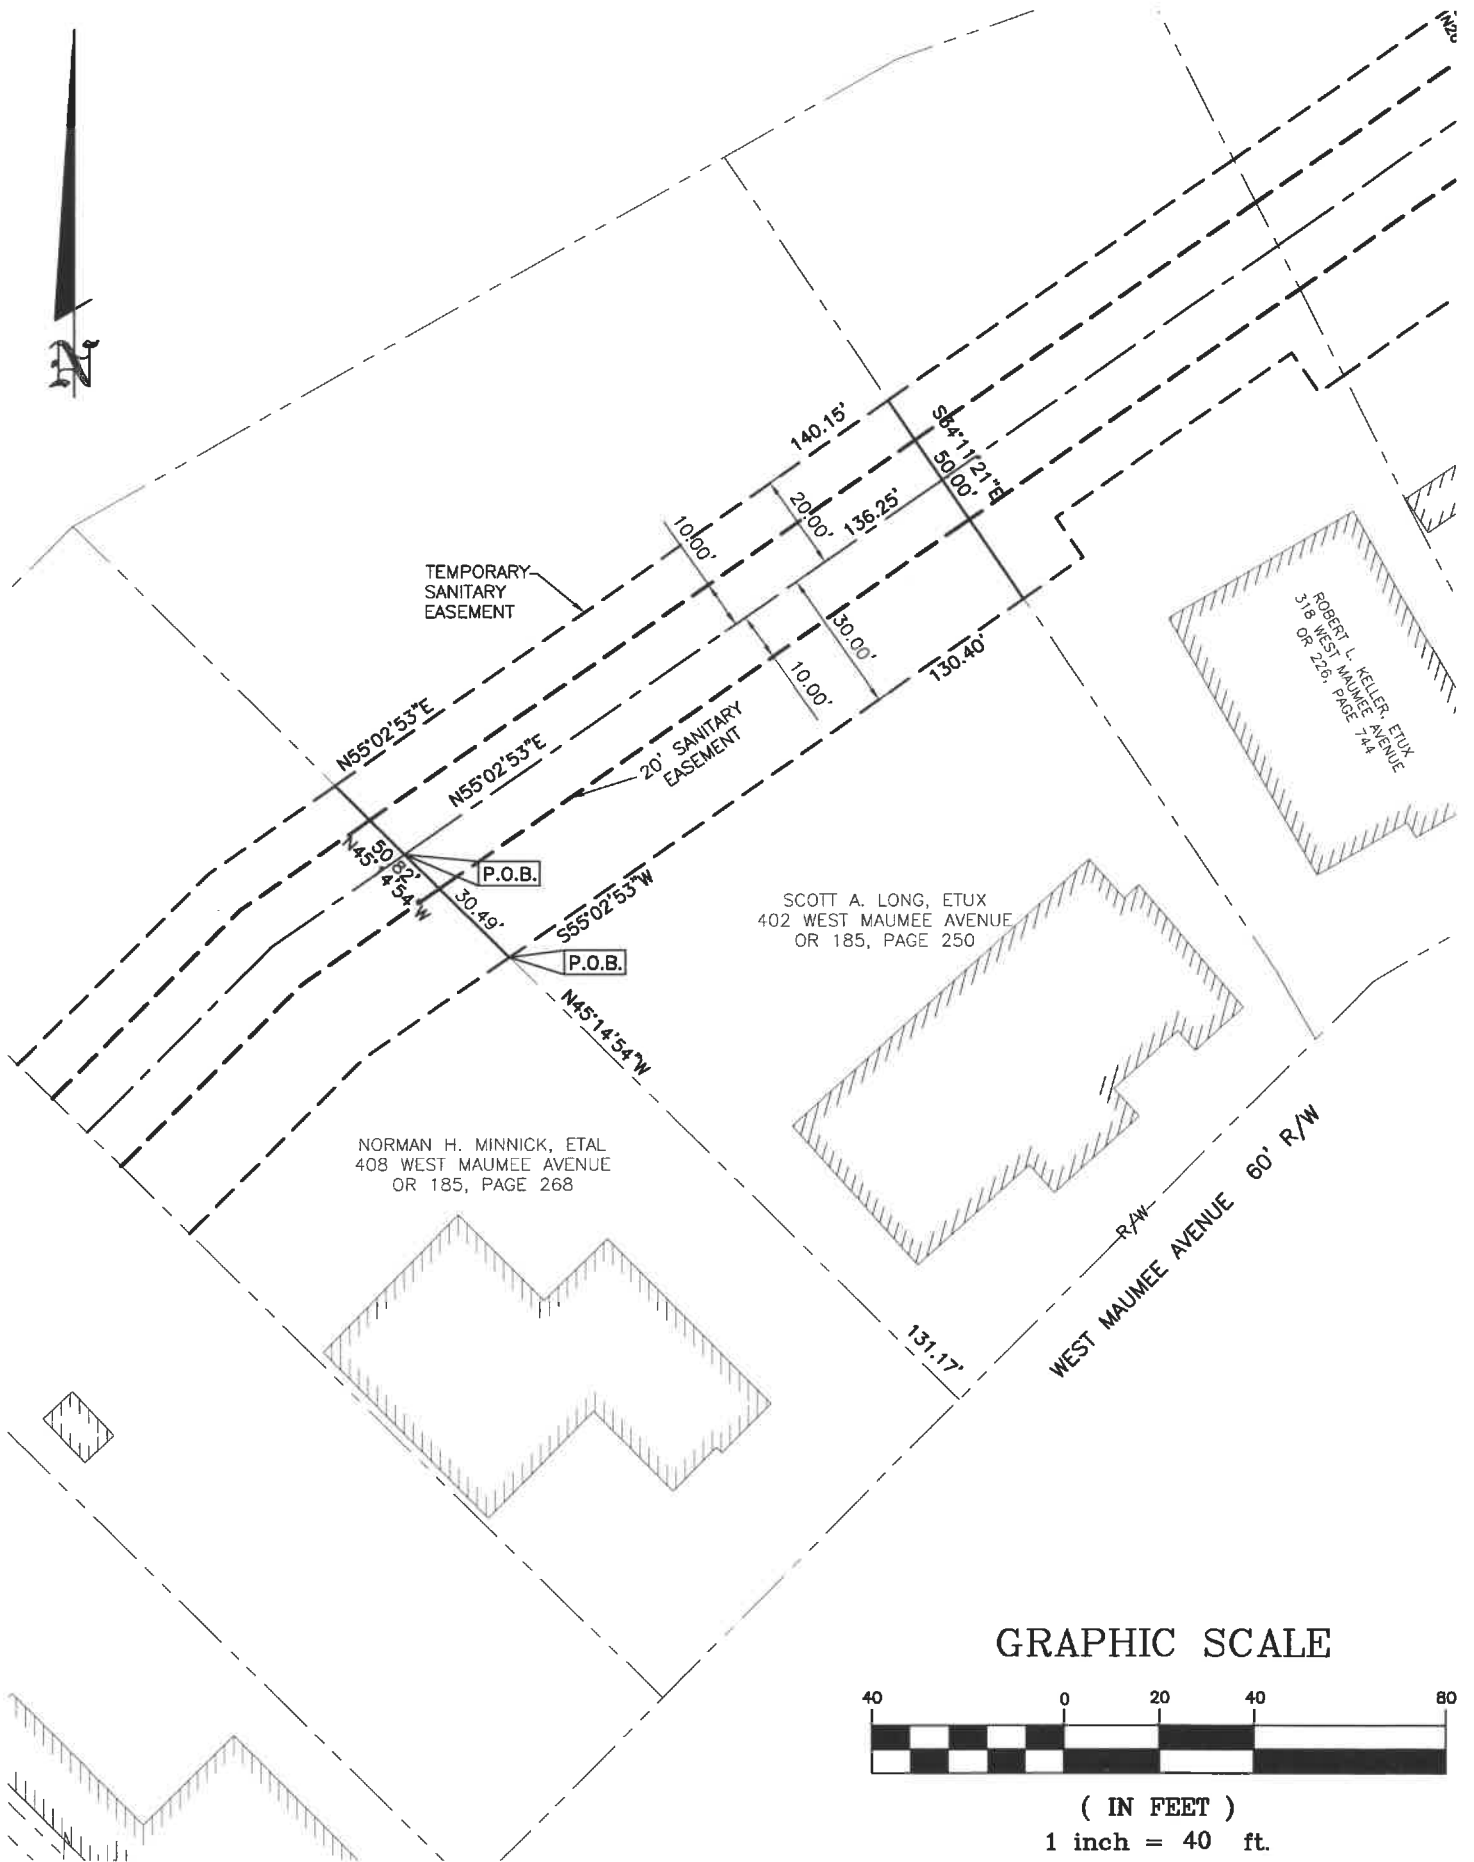 N
140.15'
S34°11'21"E
50.00'
20.00'
136.25'
10.00'
TEMPORARY
SANITARY
EASEMENT
30.00'
10.00'
130.40'
N55°02'53"E
N55°02'53"E
20' SANITARY
EASEMENT
ROBERT L. KELLER, ETUX
318 WEST MAUMEE AVENUE
OR 226, PAGE 744
50.82'
N45°14'54"W
P.O.B.
30.49'
S55°02'53"W
P.O.B.
SCOTT A. LONG, ETUX
402 WEST MAUMEE AVENUE
OR 185, PAGE 250
N45°14'54"W
NORMAN H. MINNICK, ETAL
408 WEST MAUMEE AVENUE
OR 185, PAGE 268
131.17'
R/W
WEST MAUMEE AVENUE 60' R/W
GRAPHIC SCALE
40 0 20 40 80
( IN FEET )
1 inch = 40 ft.